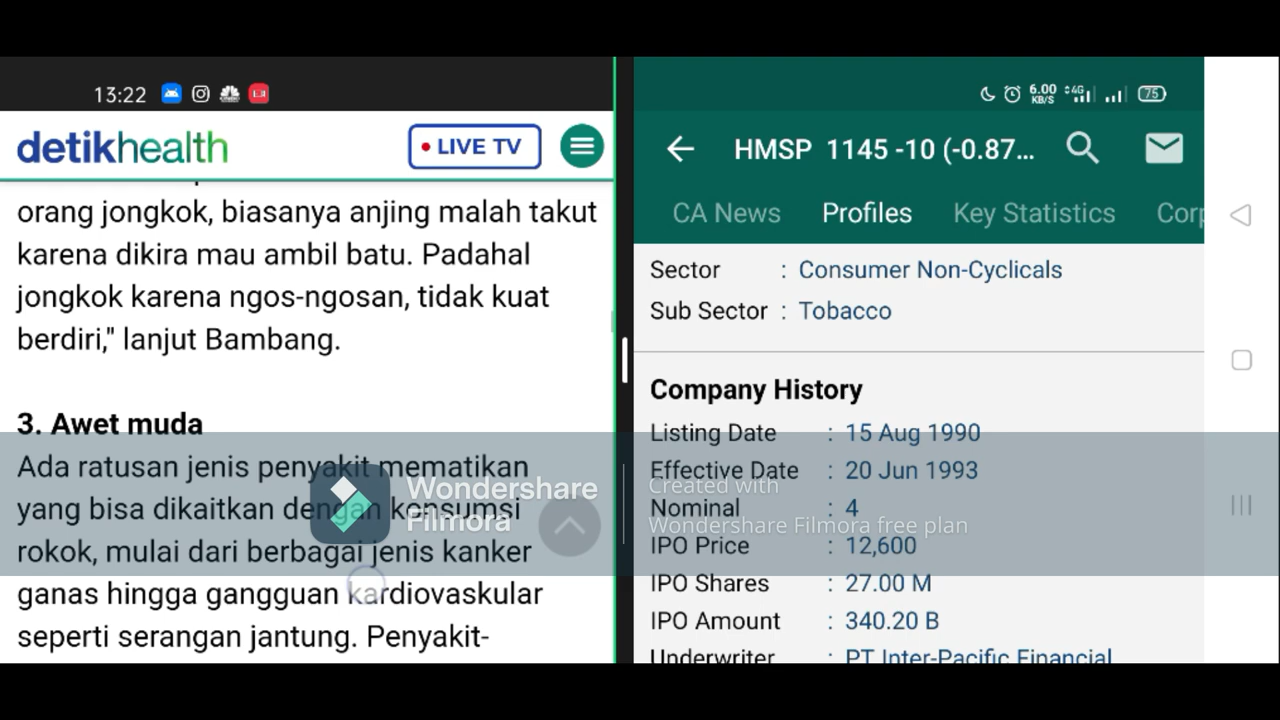 13:22
detikhealth
LIVE TV
orang jongkok, biasanya anjing malah takut
karena dikira mau ambil batu. Padahal
jongkok karena ngos-ngosan, tidak kuat
berdiri," lanjut Bambang.
3. Awet muda
Ada ratusan jenis penyakit mematikan
yang bisa dikaitkan dengan konsumsi
rokok, mulai dari berbagai jenis kanker
ganas hingga gangguan kardiovaskular
seperti serangan jantung. Penyakit-
Wondershare
Filmora
6.00 KB/S 4G 75
HMSP 1145 -10 (-0.87...
CA News Profiles Key Statistics Corp
Sector : Consumer Non-Cyclicals
Sub Sector : Tobacco
Company History
Listing Date : 15 Aug 1990
Effective Date : 20 Jun 1993
Created with
Nominal : 4
Wondershare Filmora free plan
IPO Price : 12,600
IPO Shares : 27.00 M
IPO Amount : 340.20 B
Underwriter : PT Inter-Pacific Financial